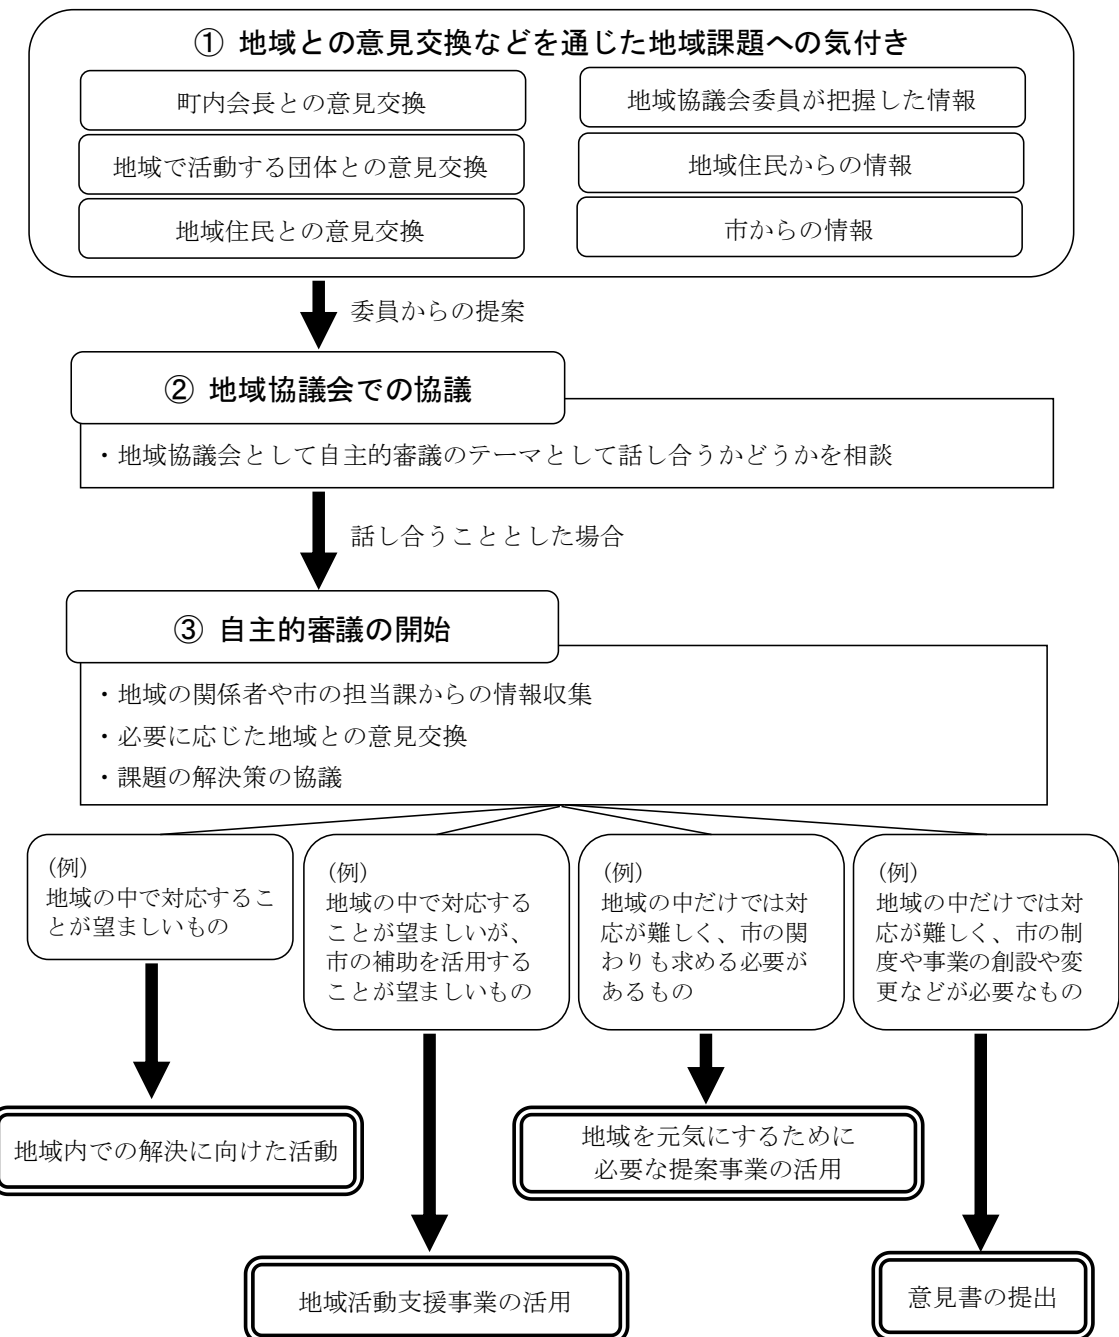 ① 地域との意見交換などを通じた地域課題への気付き
町内会長との意見交換
地域協議会委員が把握した情報
地域で活動する団体との意見交換
地域住民からの情報
地域住民との意見交換
市からの情報
委員からの提案
② 地域協議会での協議
・地域協議会として自主的審議のテーマとして話し合うかどうかを相談
話し合うこととした場合
③ 自主的審議の開始
・地域の関係者や市の担当課からの情報収集
・必要に応じた地域との意見交換
・課題の解決策の協議
(例)
地域の中で対応するこ
とが望ましいもの
(例)
地域の中で対応する
ことが望ましいが、
市の補助を活用する
ことが望ましいもの
(例)
地域の中だけでは対
応が難しく、市の関
わりも求める必要が
あるもの
(例)
地域の中だけでは対
応が難しく、市の制
度や事業の創設や変
更などが必要なもの
地域内での解決に向けた活動
地域を元気にするために
必要な提案事業の活用
地域活動支援事業の活用
意見書の提出